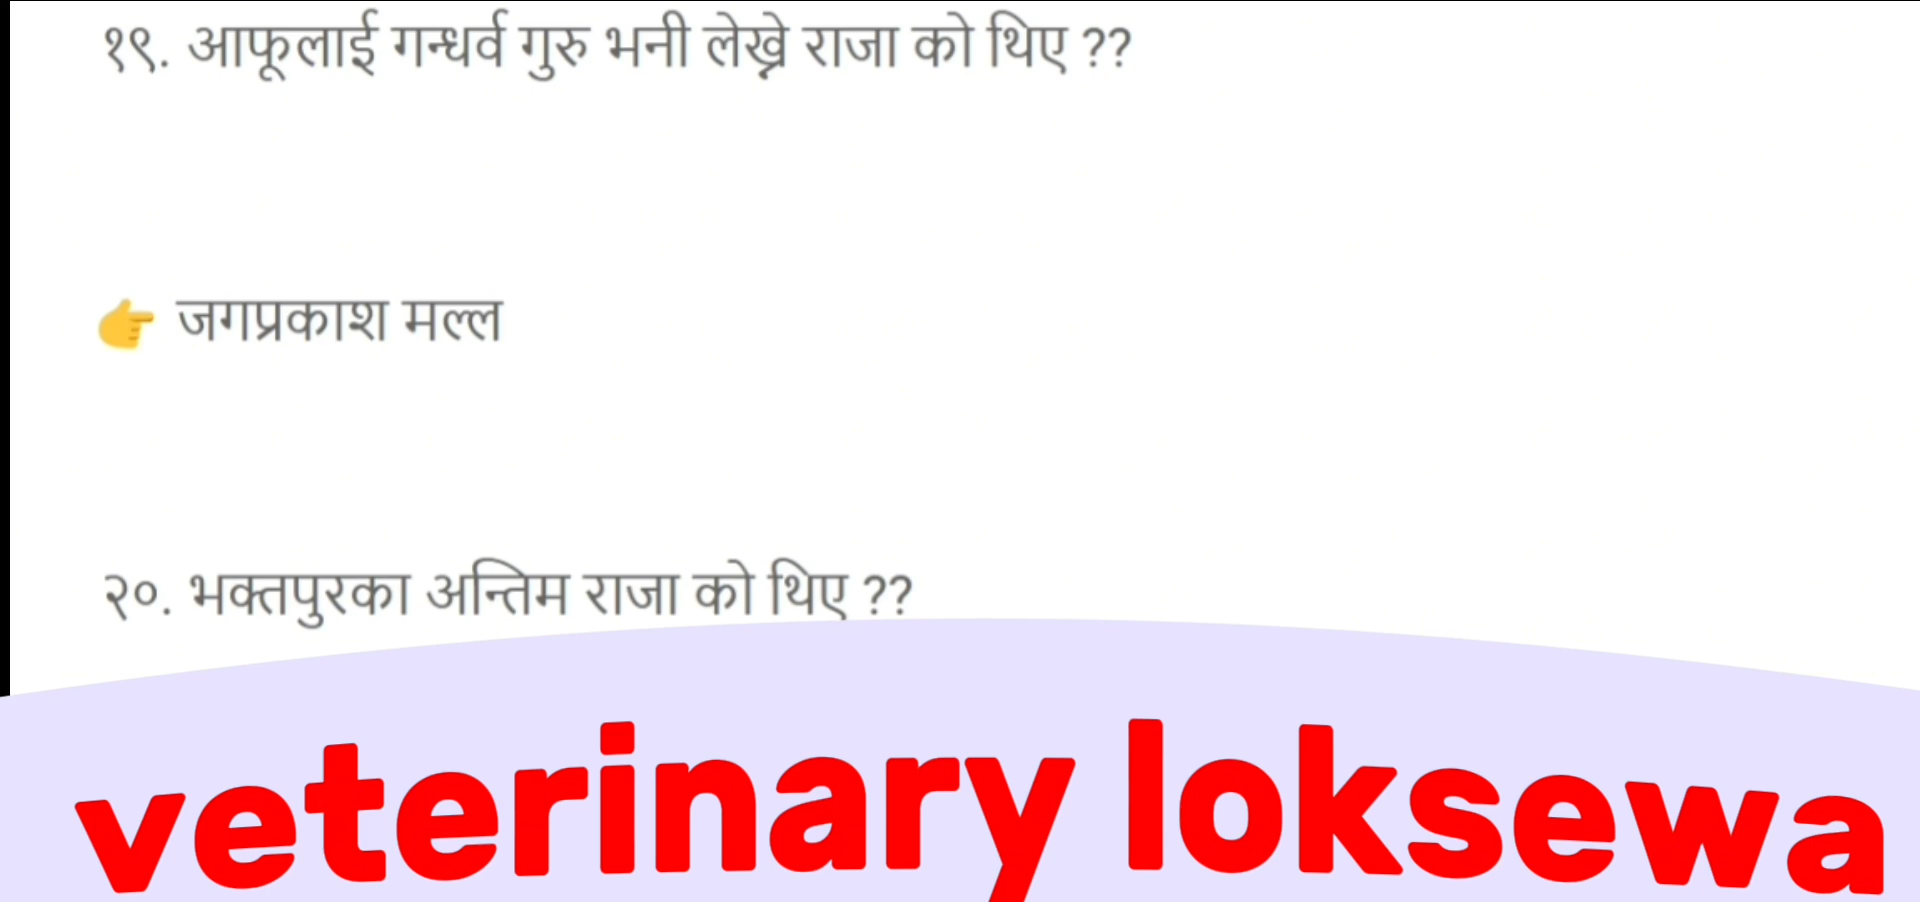 १९. आफूलाई गन्धर्व गुरु भनी लेख्ने राजा को थिए ??
👉 जगप्रकाश मल्ल
२०. भक्तपुरका अन्तिम राजा को थिए ??
veterinary loksewa